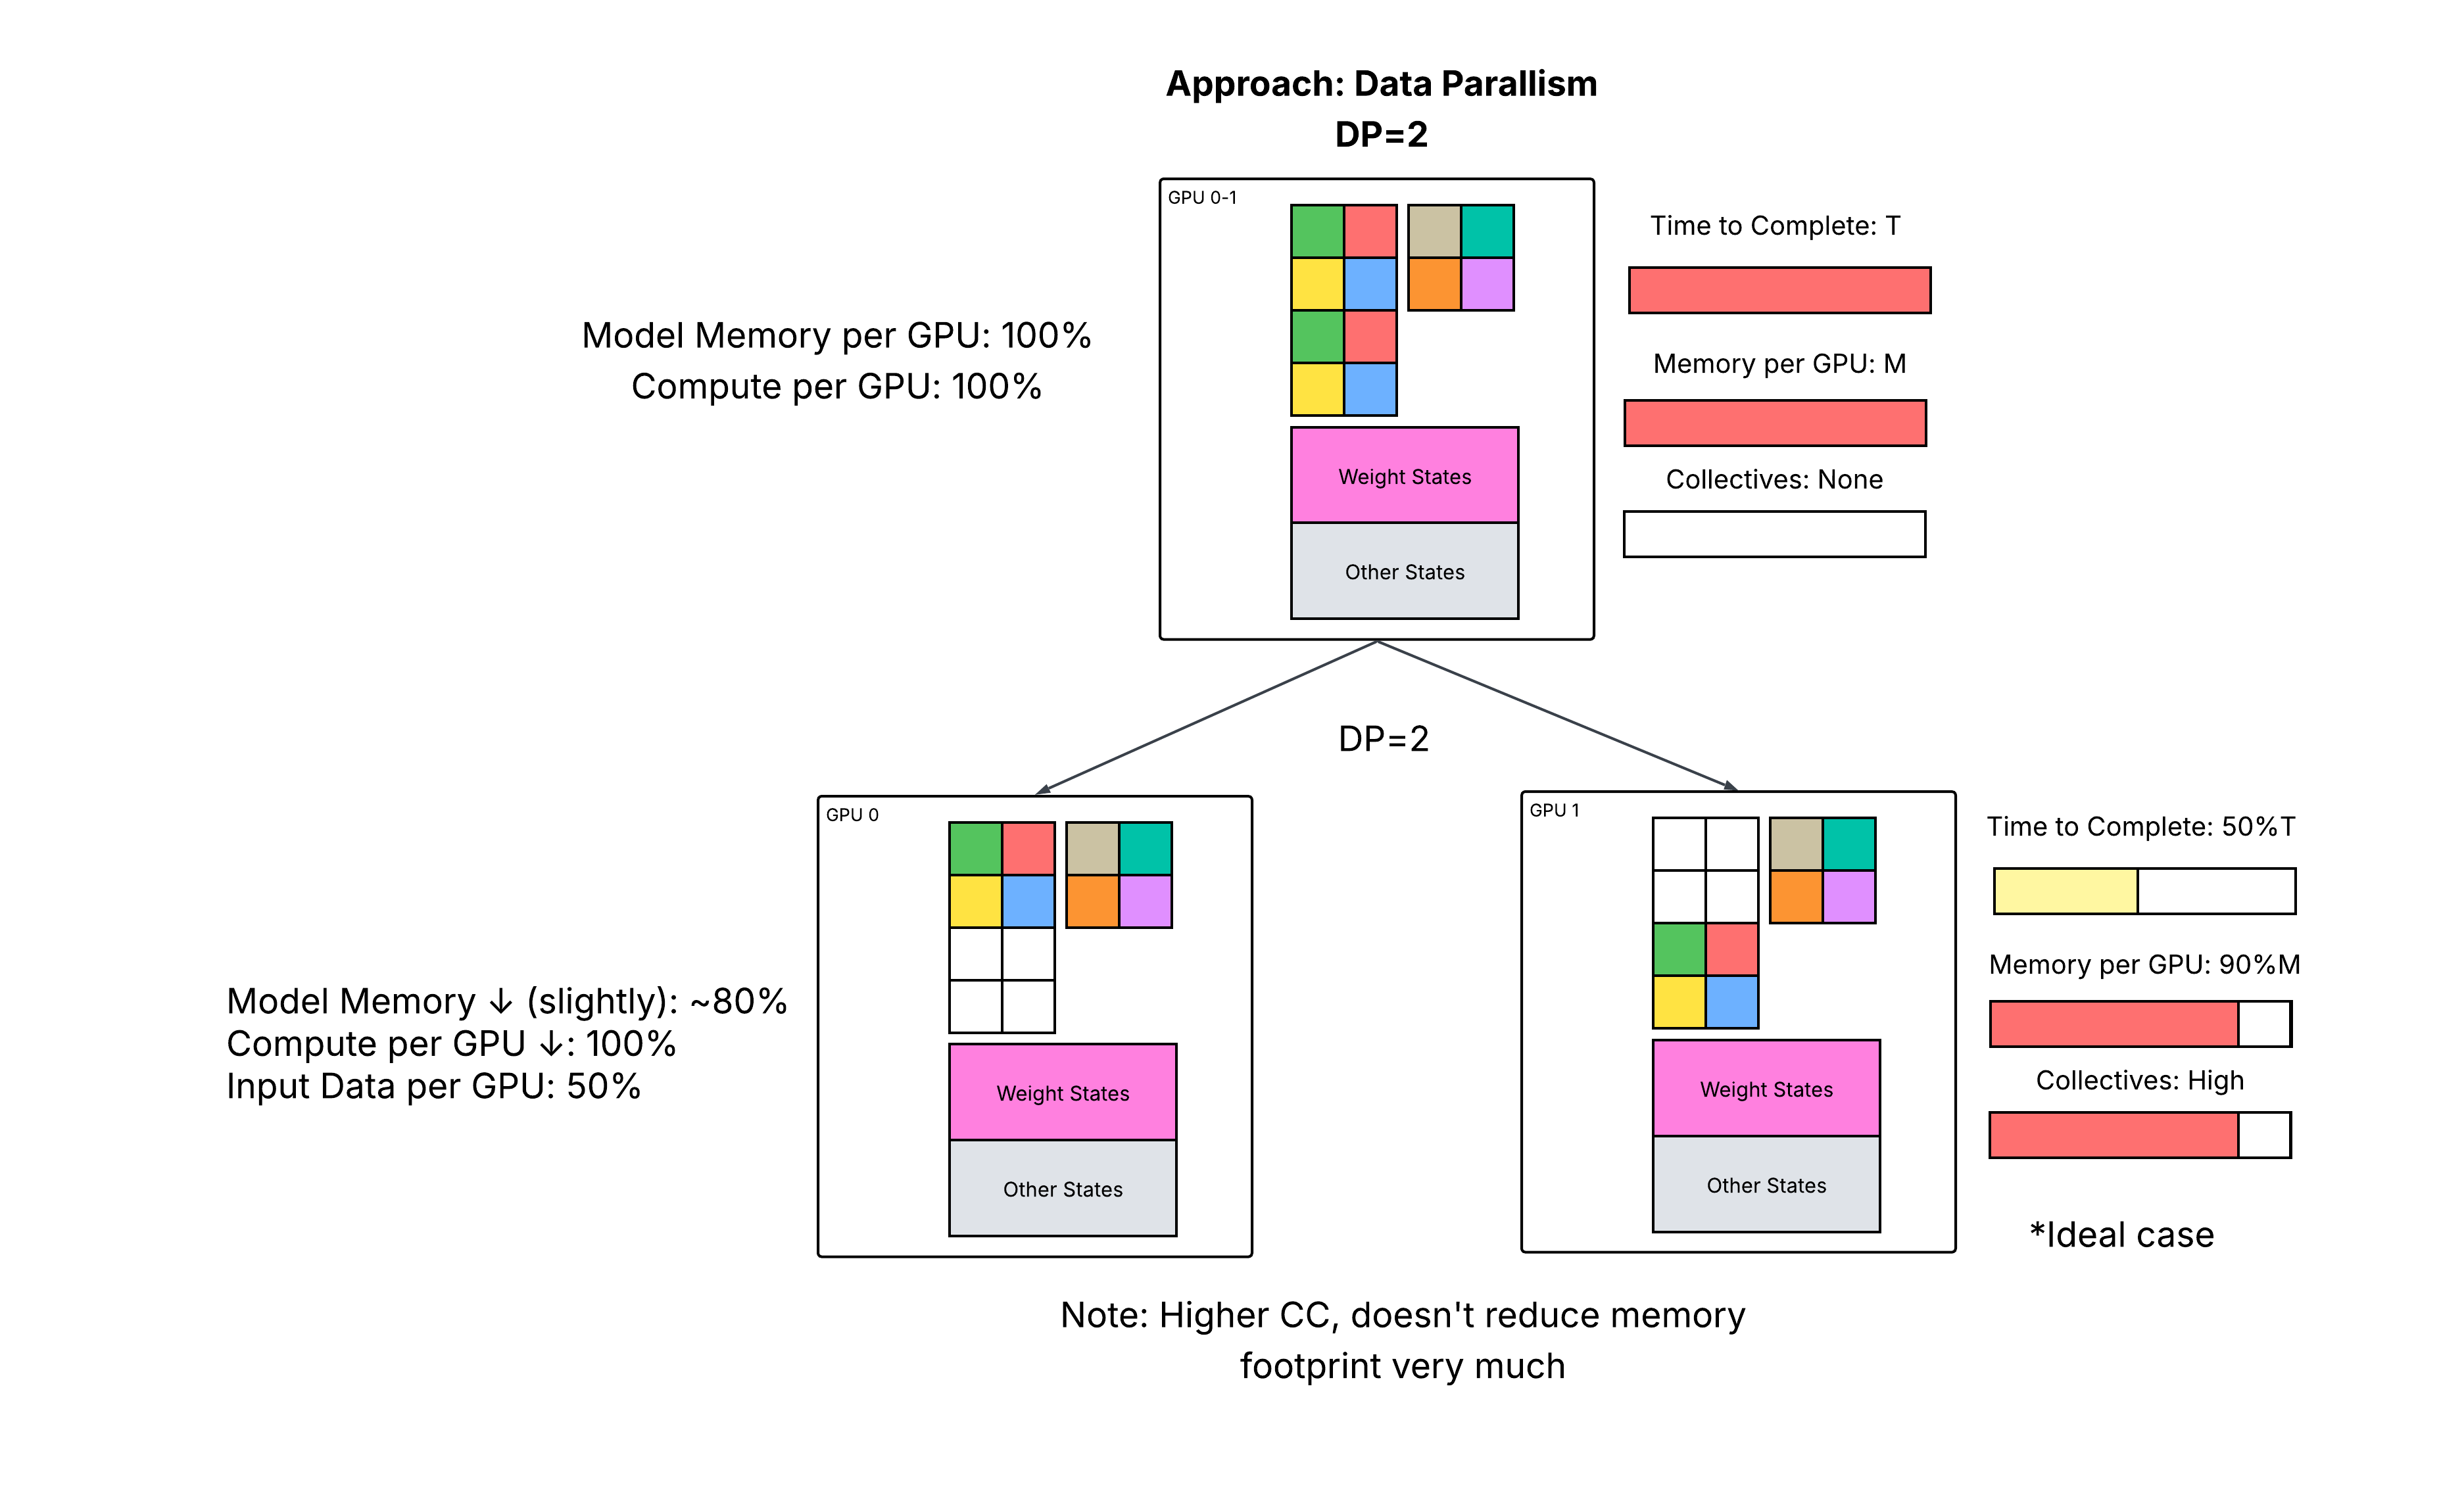 Approach: Data Parallism
DP=2
GPU 0-1
Time to Complete: T
Model Memory per GPU: 100%
Compute per GPU: 100%
Memory per GPU: M
Collectives: None
Weight States
Other States
DP=2
GPU 0
GPU 1
Time to Complete: 50%T
Memory per GPU: 90%M
Model Memory ↓ (slightly): ~80%
Compute per GPU ↓: 100%
Input Data per GPU: 50%
Collectives: High
Weight States
Other States
Weight States
Other States
*Ideal case
Note: Higher CC, doesn't reduce memory
footprint very much